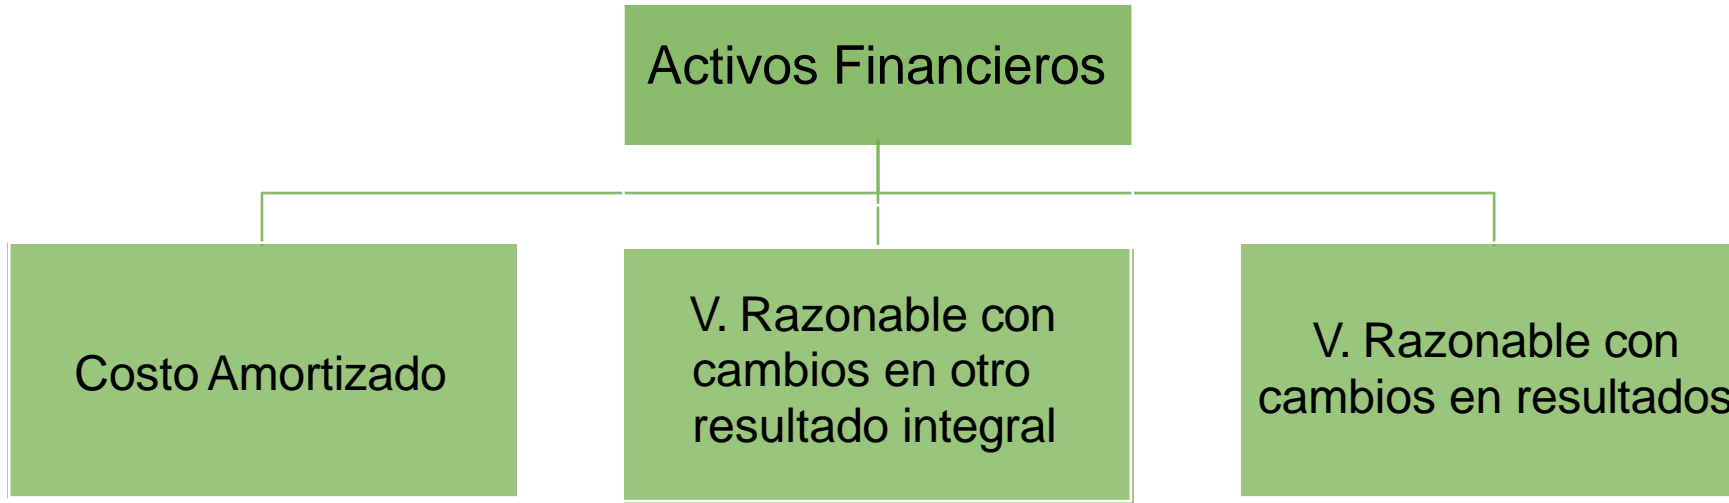 Activos Financieros
Costo Amortizado
V. Razonable con
cambios en otro
resultado integral
V. Razonable con
cambios en resultados